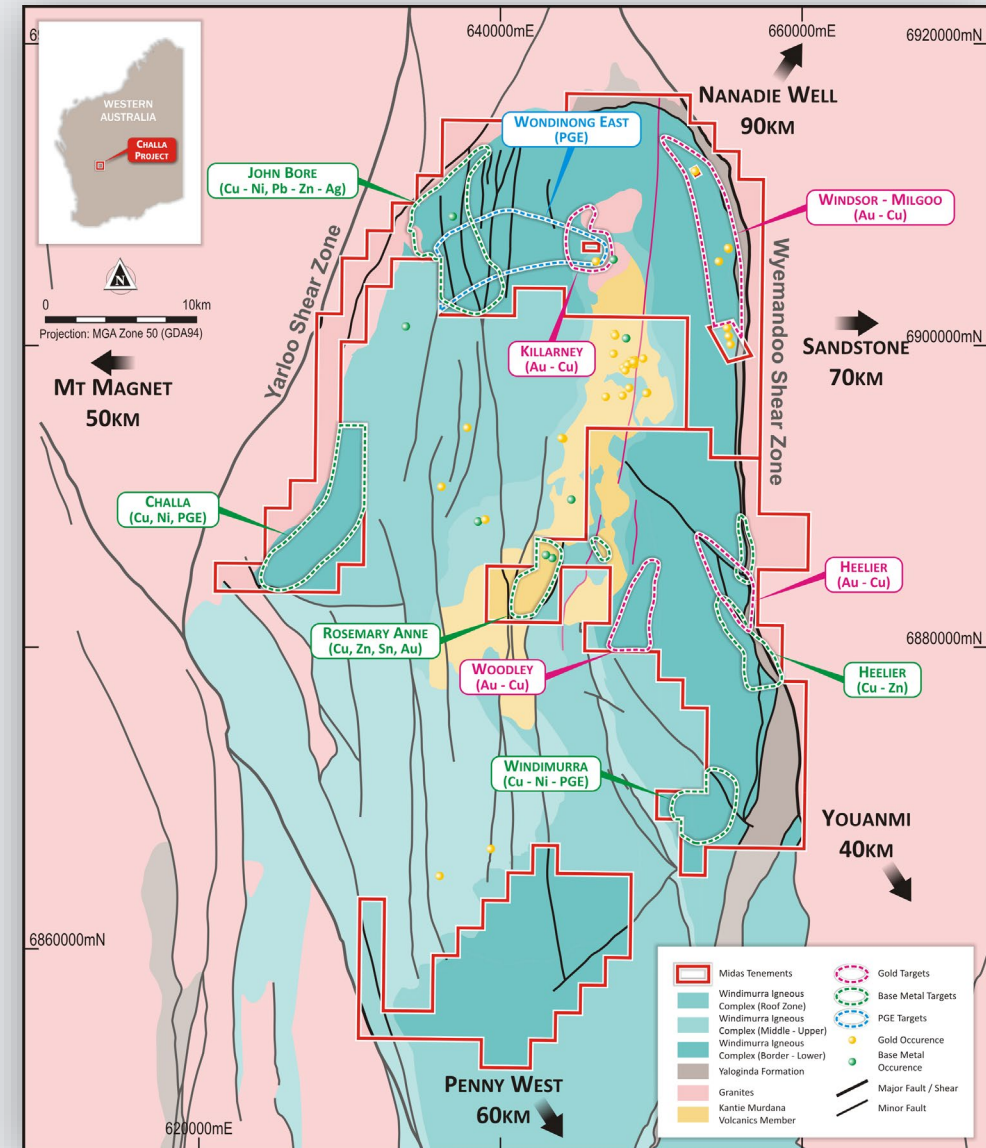 640000mE
660000mE
6920000mN
WESTERN
AUSTRALIA
CHALLA
PROJECT
N
0 10km
Projection: MGA Zone 50 (GDA94)
NANADIE WELL
90KM
WONDINONG EAST
(PGE)
JOHN BORE
(Cu - Ni, Pb - Zn - Ag)
WINDSOR - MILGOO
(Au - Cu)
Yarloo Shear Zone
Wyemandoo Shear Zone
KILLARNEY
(Au - Cu)
6900000mN
SANDSTONE
70KM
MT MAGNET
50KM
CHALLA
(Cu, Ni, PGE)
HEELIER
(Au - Cu)
ROSEMARY ANNE
(Cu, Zn, Sn, Au)
6880000mN
WOODLEY
(Au - Cu)
HEELIER
(Cu - Zn)
WINDIMURRA
(Cu - Ni - PGE)
YOUANMI
40KM
6860000mN
PENNY WEST
60KM
620000mE
Midas Tenements
Windimurra Igneous
Complex (Roof Zone)
Windimurra Igneous
Complex (Middle - Upper)
Windimurra Igneous
Complex (Border - Lower)
Yaloginda Formation
Granites
Kantie Murdana
Volcanics Member
Gold Targets
Base Metal Targets
PGE Targets
Gold Occurence
Base Metal
Occurence
Major Fault / Shear
Minor Fault